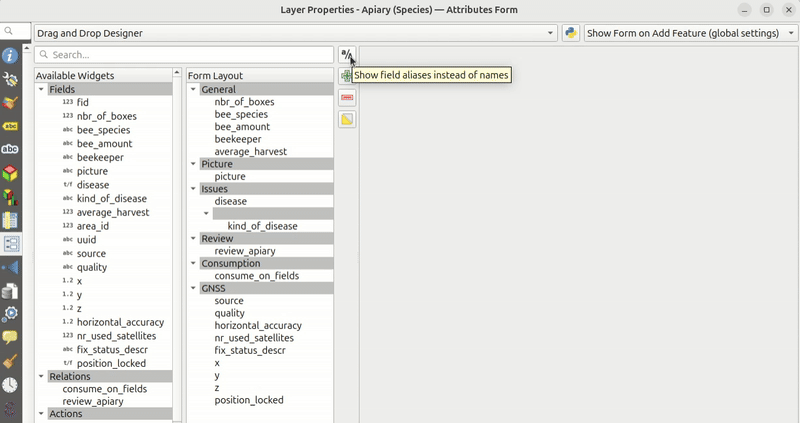 Layer Properties - Apiary (Species) — Attributes Form
Drag and Drop Designer
Show Form on Add Feature (global settings)
Search...
Show field aliases instead of names
Available Widgets
Fields
123 fid
123 nbr_of_boxes
abc bee_species
abc bee_amount
abc beekeeper
abc picture
t/f disease
abc kind_of_disease
123 average_harvest
123 area_id
abc uuid
abc source
abc quality
1.2 x
1.2 y
1.2 z
1.2 horizontal_accuracy
123 nr_used_satellites
abc fix_status_descr
t/f position_locked
Relations
consume_on_fields
review_apiary
Actions
Form Layout
General
nbr_of_boxes
bee_species
bee_amount
beekeeper
average_harvest
Picture
picture
Issues
disease
kind_of_disease
Review
review_apiary
Consumption
consume_on_fields
GNSS
source
quality
horizontal_accuracy
nr_used_satellites
fix_status_descr
x
y
z
position_locked
abc
abc